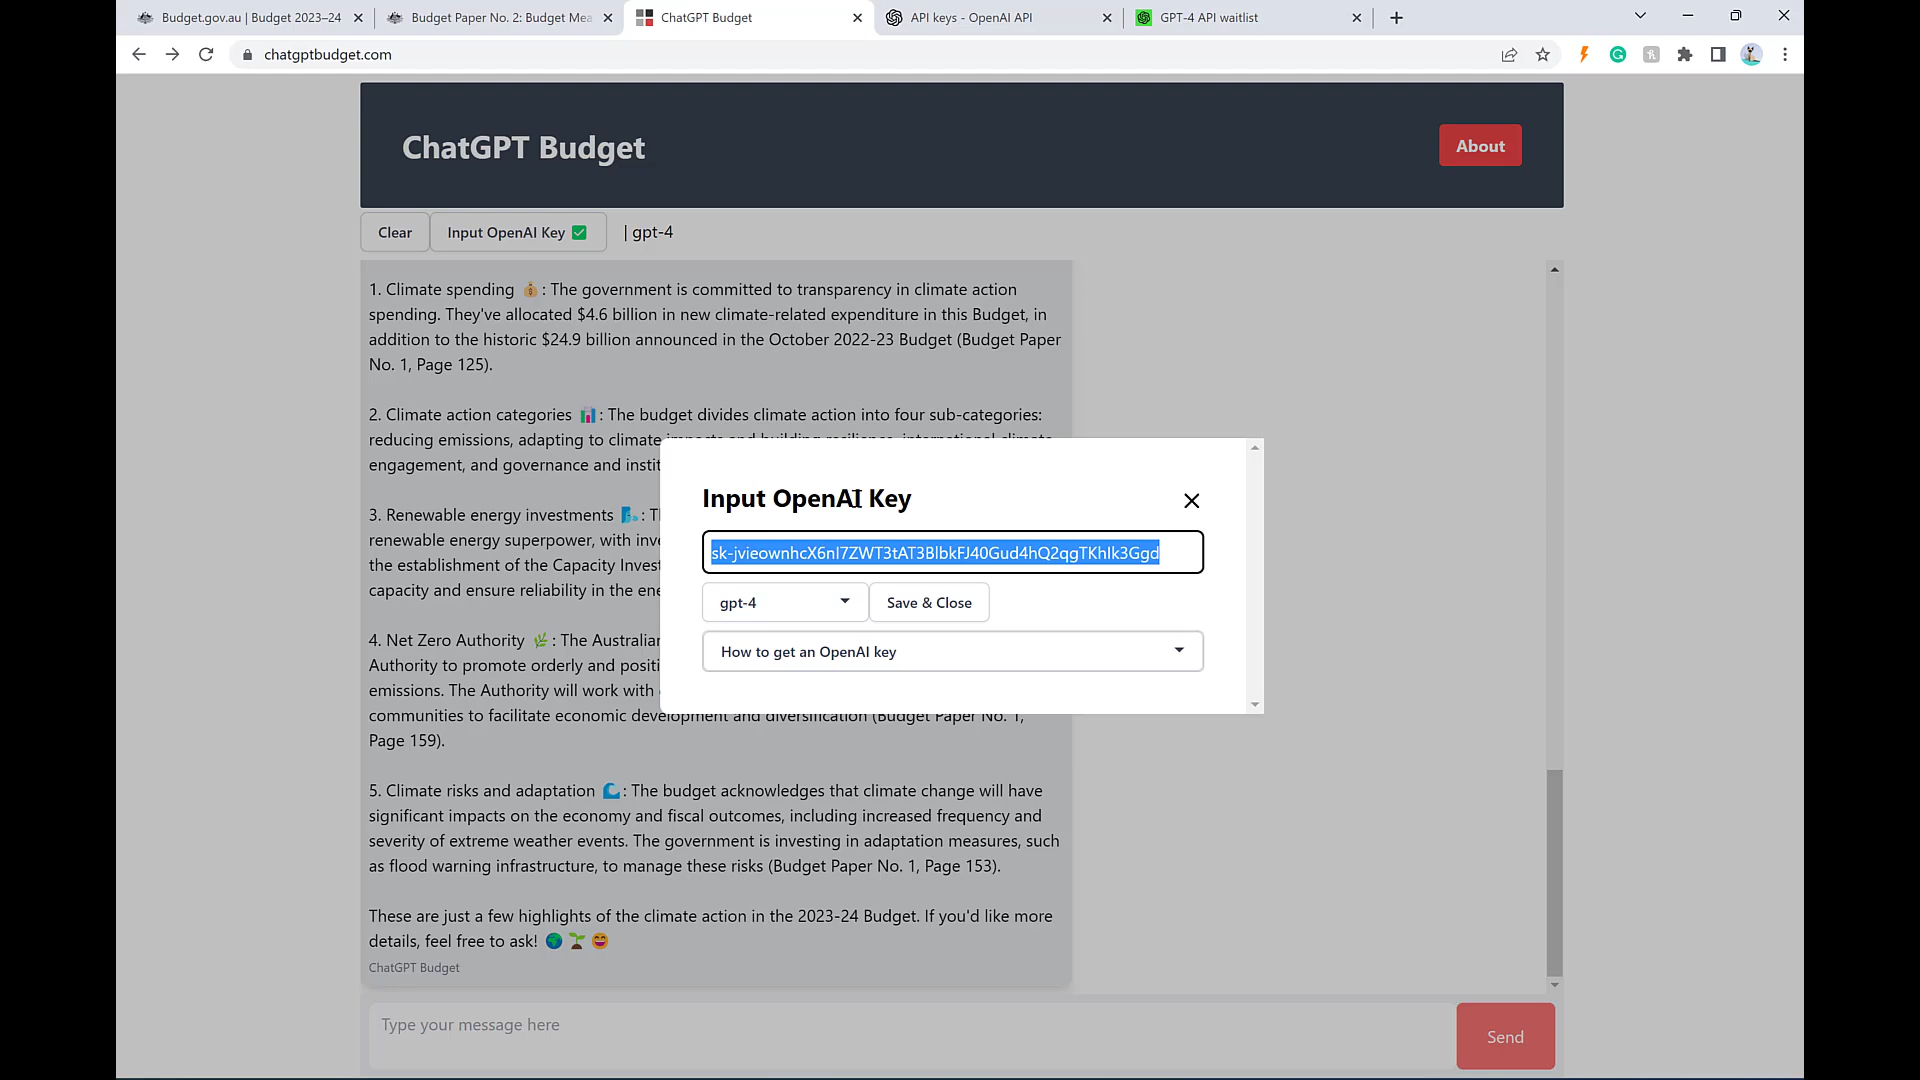 Budget.gov.au | Budget 2023–24
Budget Paper No. 2: Budget Mea
ChatGPT Budget
API keys - OpenAI API
GPT-4 API waitlist
chatgptbudget.com
ChatGPT Budget
About
Clear
Input OpenAI Key
| gpt-4
1. Climate spending 💰: The government is committed to transparency in climate action
spending. They've allocated $4.6 billion in new climate-related expenditure in this Budget, in
addition to the historic $24.9 billion announced in the October 2022-23 Budget (Budget Paper
No. 1, Page 125).
2. Climate action categories 📊: The budget divides climate action into four sub-categories:
reducing emissions, adapting to climate impacts and building resilience, international climate
engagement, and governance and instit
3. Renewable energy investments 🌬️: T
renewable energy superpower, with inve
the establishment of the Capacity Invest
capacity and ensure reliability in the ene
4. Net Zero Authority 🌿: The Australian
Authority to promote orderly and positi
emissions. The Authority will work with
communities to facilitate economic development and diversification (Budget Paper No. 1,
Page 159).
5. Climate risks and adaptation 🌊: The budget acknowledges that climate change will have
significant impacts on the economy and fiscal outcomes, including increased frequency and
severity of extreme weather events. The government is investing in adaptation measures, such
as flood warning infrastructure, to manage these risks (Budget Paper No. 1, Page 153).
These are just a few highlights of the climate action in the 2023-24 Budget. If you'd like more
details, feel free to ask! 🌍🌱😄
ChatGPT Budget
Input OpenAI Key
gpt-4
Save & Close
How to get an OpenAI key
Type your message here
Send